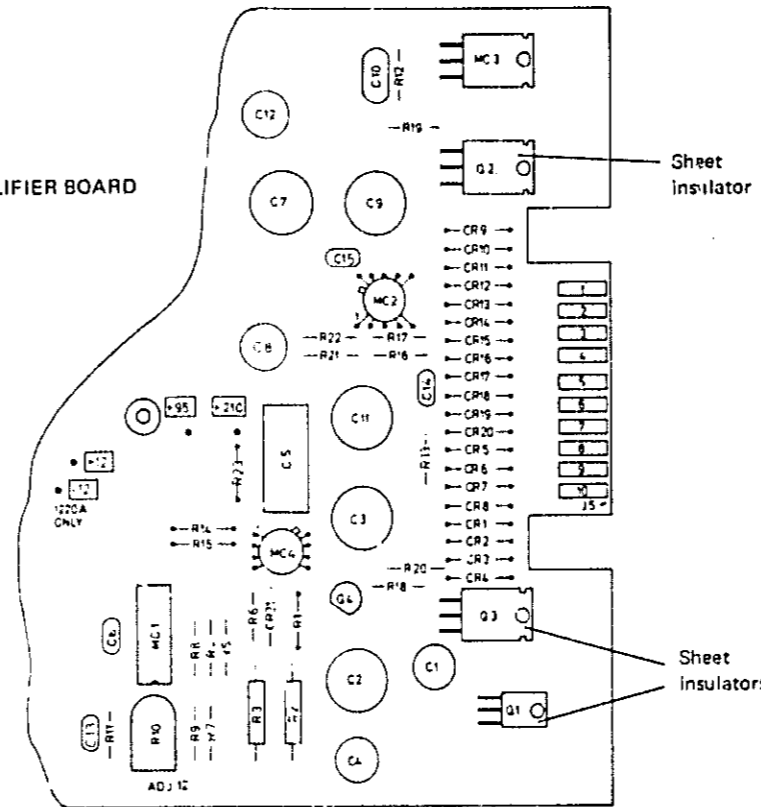 MC3
C10
R12
C12
R19
Q2
Sheet
insulator
LIFIER BOARD
C7
C9
CR9
CR10
CR11
C15
CR12
1
MC2
CR13
2
1
CR14
R22
R17
CR15
3
C8
R21
R16
CR16
4
CR17
C14
CR18
5
+95
+210
CR19
6
C11
CR20
7
R13
CR5
8
+12
R23
C5
CR6
9
-12
CR7
10
1220A
ONLY
CR8
J5
C3
CR1
R14
CR2
R15
MC4
CR3
R20
CR4
R18
Q4
R6
R1
Q3
C6
MC1
R8
C1
Sheet
insulators
C2
R3
Q1
C13
R11
R10
R9
C4
ADJ 12